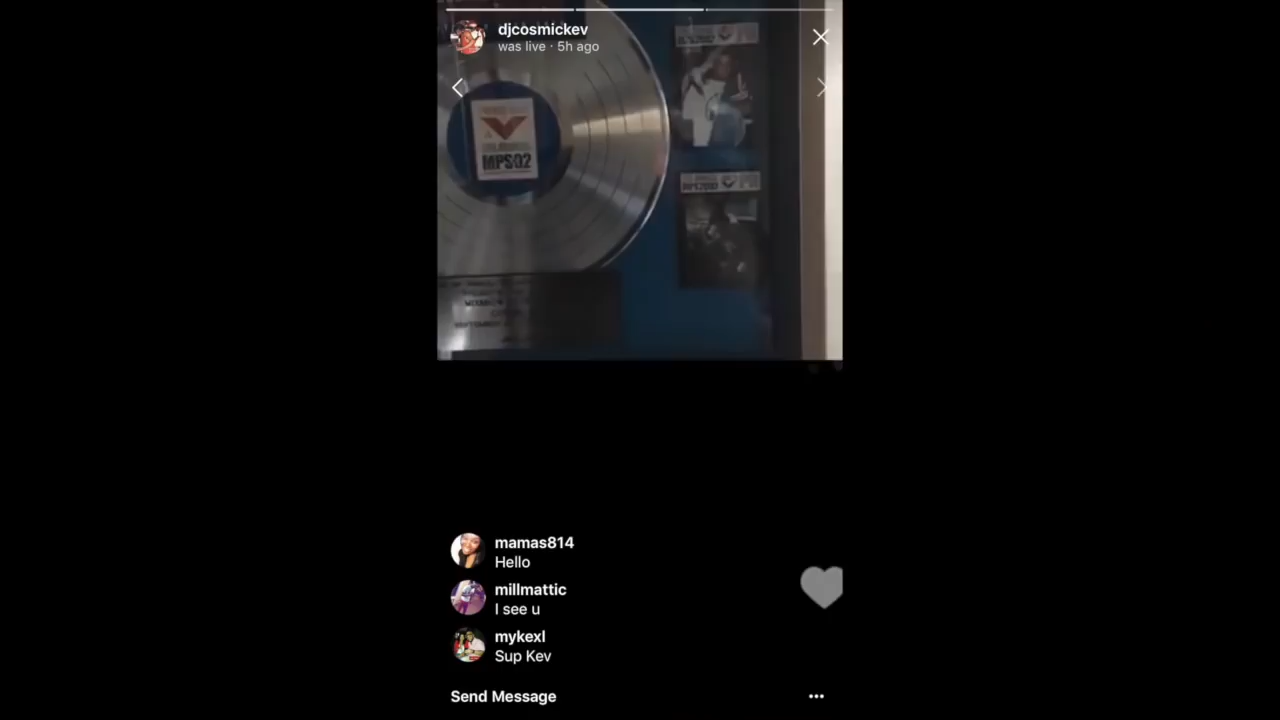 djcosmickev
was live · 5h ago
MPS02
mamas814
Hello
millmattic
I see u
mykexl
Sup Kev
Send Message